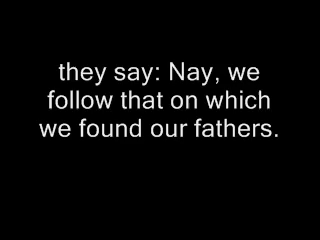 they say: Nay, we
follow that on which
we found our fathers.